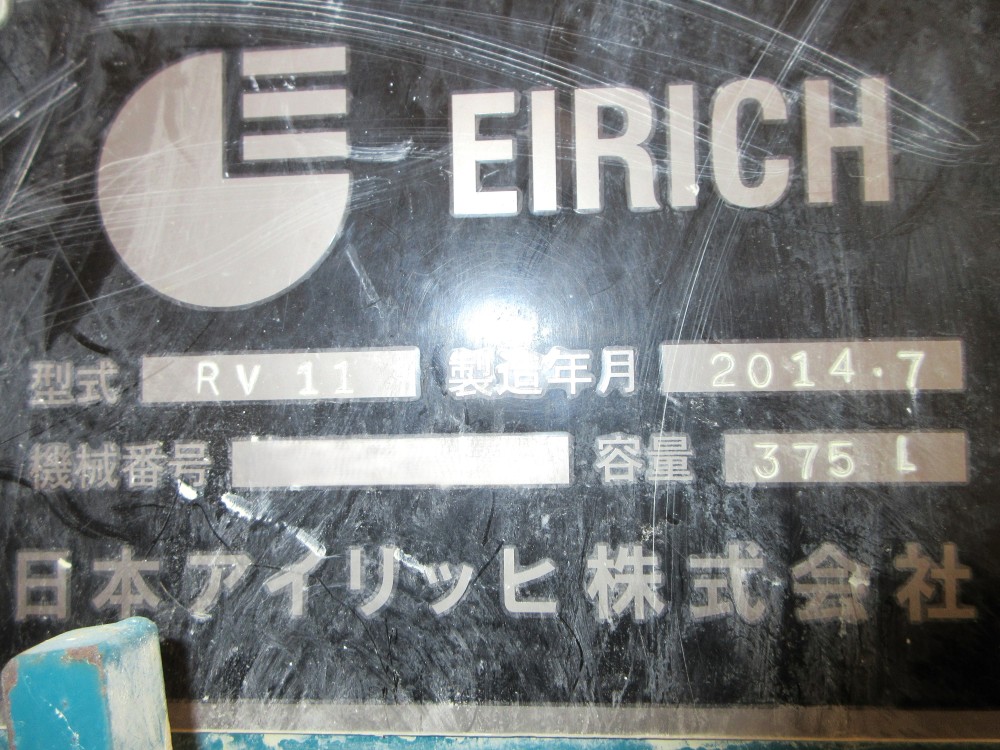 EIRICH
型式 RV 11 製造年月 2014.7
機械番号 容量 375 L
日本アイリッヒ株式会社